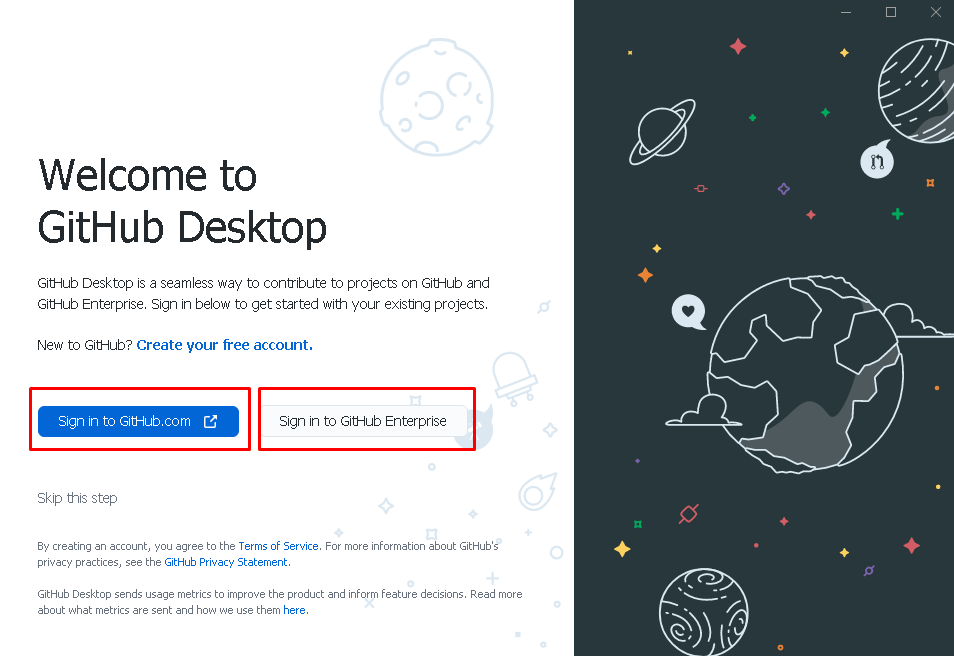 Welcome to
GitHub Desktop
GitHub Desktop is a seamless way to contribute to projects on GitHub and
GitHub Enterprise. Sign in below to get started with your existing projects.
New to GitHub? Create your free account.
Sign in to GitHub.com
Sign in to GitHub Enterprise
Skip this step
By creating an account, you agree to the Terms of Service. For more information about GitHub's
privacy practices, see the GitHub Privacy Statement.
GitHub Desktop sends usage metrics to improve the product and inform feature decisions. Read more
about what metrics are sent and how we use them here.